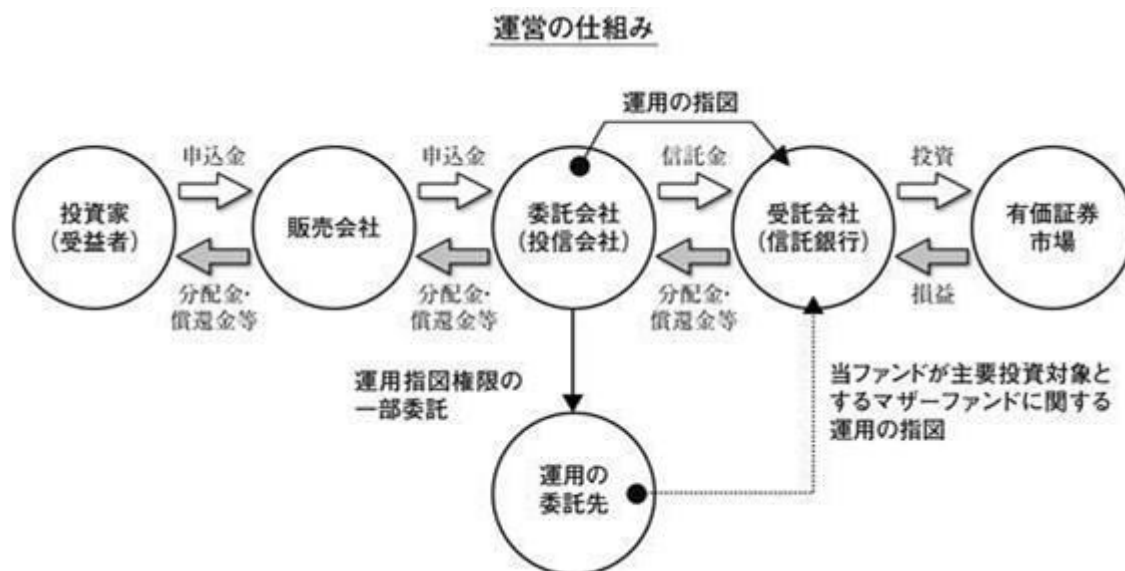 運営の仕組み
運用の指図
申込金
申込金
信託金
投資
投資家
（受益者）
販売会社
委託会社
（投信会社）
受託会社
（信託銀行）
有価証券
市場
分配金・
償還金等
分配金・
償還金等
分配金・
償還金等
損益
運用指図権限の
一部委託
当ファンドが主要投資対象と
するマザーファンドに関する
運用の指図
運用の
委託先